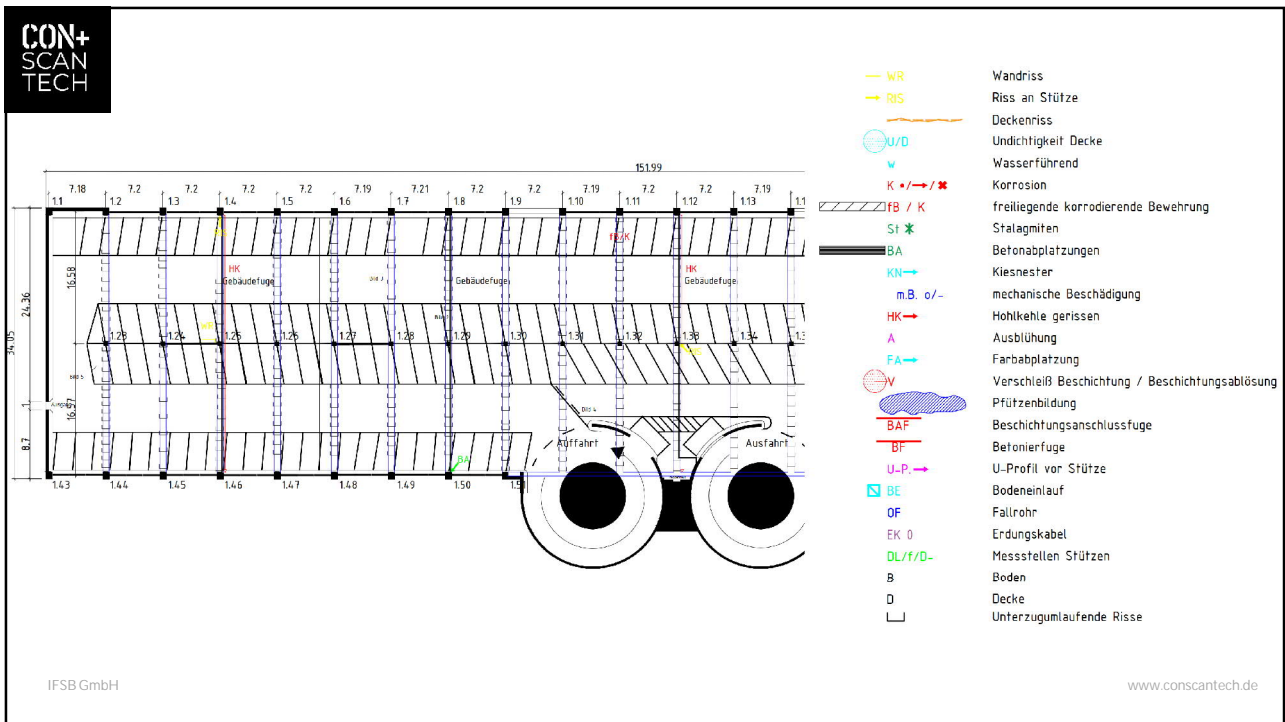 CON+
SCAN
TECH
151.99
7.18 7.2 7.2 7.2 7.2 7.19 7.21 7.2 7.2 7.19 7.2 7.2 7.19
1.1 1.2 1.3 1.4 1.5 1.6 1.7 1.8 1.9 1.10 1.11 1.12 1.13
fB/K
HK
Gebäudefuge
Gebäudefuge
HK
Gebäudefuge
16.58
24.36
34.05
WR
1.23 1.24 1.25 1.26 1.27 1.28 1.29 1.30 1.31 1.32 1.33 1.34
Bild 5
Bild 4
16.57
1
8.7
Auffahrt
Ausfahrt
BA
1.43 1.44 1.45 1.46 1.47 1.48 1.49 1.50
WR Wandriss
RIS Riss an Stütze
Deckenriss
U/D Undichtigkeit Decke
w Wasserführend
K •/→/✖ Korrosion
fB / K freiliegende korrodierende Bewehrung
St Stalagmiten
BA Betonabplatzungen
KN→ Kiesnester
m.B. o/- mechanische Beschädigung
HK→ Hohlkehle gerissen
A Ausblühung
FA→ Farbabplatzung
V Verschleiß Beschichtung / Beschichtungsablösung
Pfützenbildung
BAF Beschichtungsanschlussfuge
BF Betonierfuge
U-P.→ U-Profil vor Stütze
BE Bodeneinlauf
OF Fallrohr
EK 0 Erdungskabel
DL/f/D- Messstellen Stützen
B Boden
D Decke
Unterzugumlaufende Risse
IFSB GmbH
www.conscantech.de